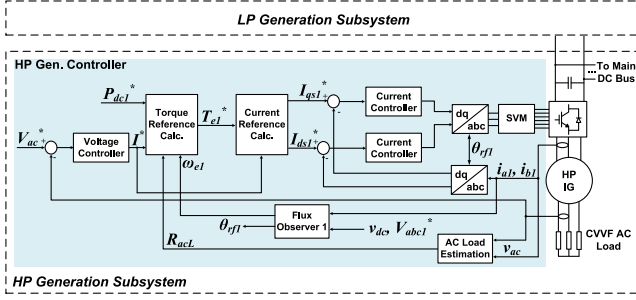 LP Generation Subsystem
HP Gen. Controller
To Main
DC Bus
P_dc1*
Torque
Reference
Calc.
T_e1*
Current
Reference
Calc.
I_qs1*
+
-
Current
Controller
dq
abc
SVM
V_ac*
+
-
Voltage
Controller
I*
I_ds1*
+
-
Current
Controller
ω_e1
θ_rf1
dq
abc
i_a1, i_b1
HP
IG
θ_rf1
Flux
Observer 1
v_dc, V_abc1*
R_acL
AC Load
Estimation
v_ac
CVVF AC
Load
HP Generation Subsystem